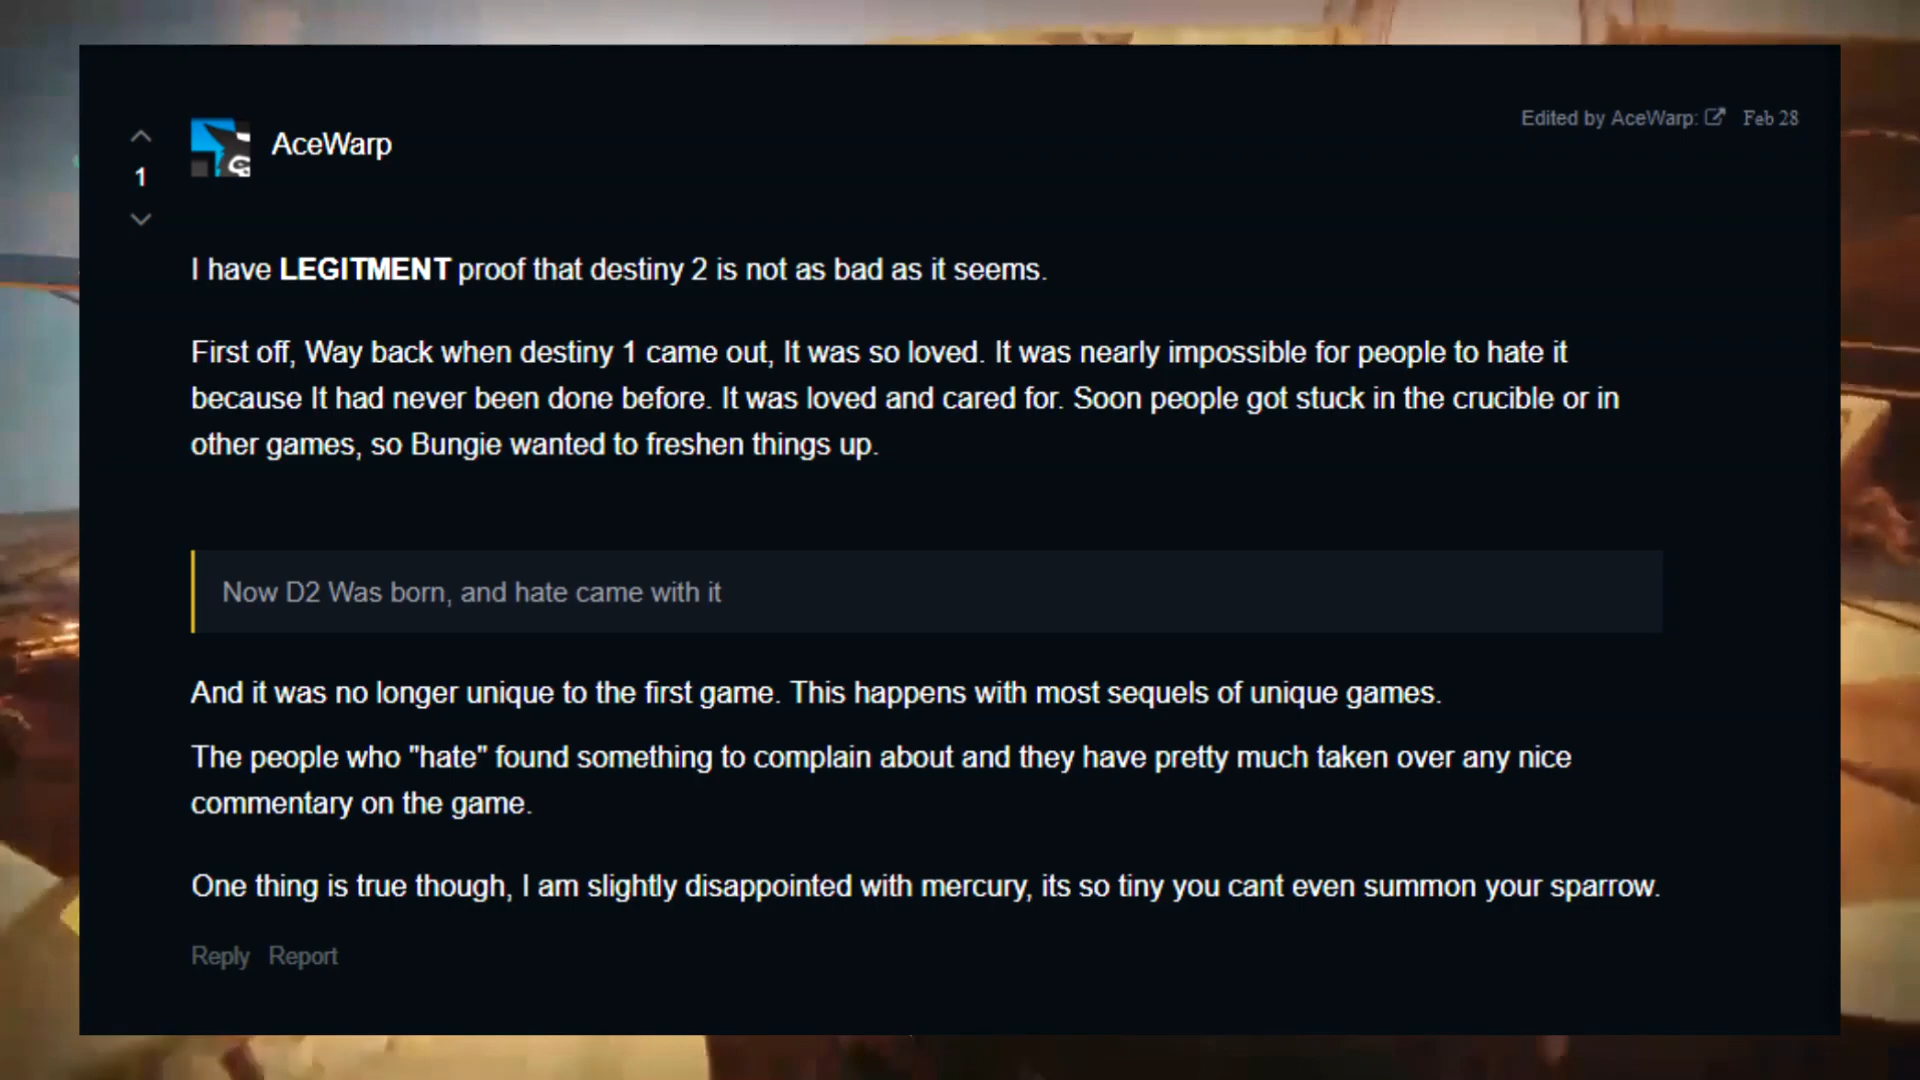 AceWarp
Edited by AceWarp: Feb 28
1
I have LEGITMENT proof that destiny 2 is not as bad as it seems.
First off, Way back when destiny 1 came out, It was so loved. It was nearly impossible for people to hate it
because It had never been done before. It was loved and cared for. Soon people got stuck in the crucible or in
other games, so Bungie wanted to freshen things up.
Now D2 Was born, and hate came with it
And it was no longer unique to the first game. This happens with most sequels of unique games.
The people who "hate" found something to complain about and they have pretty much taken over any nice
commentary on the game.
One thing is true though, I am slightly disappointed with mercury, its so tiny you cant even summon your sparrow.
Reply Report